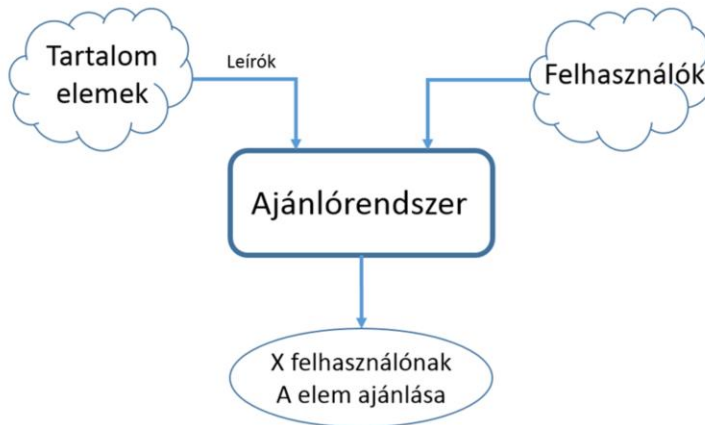 Tartalom
elemek
Leírók
Felhasználók
Ajánlórendszer
X felhasználónak
A elem ajánlása